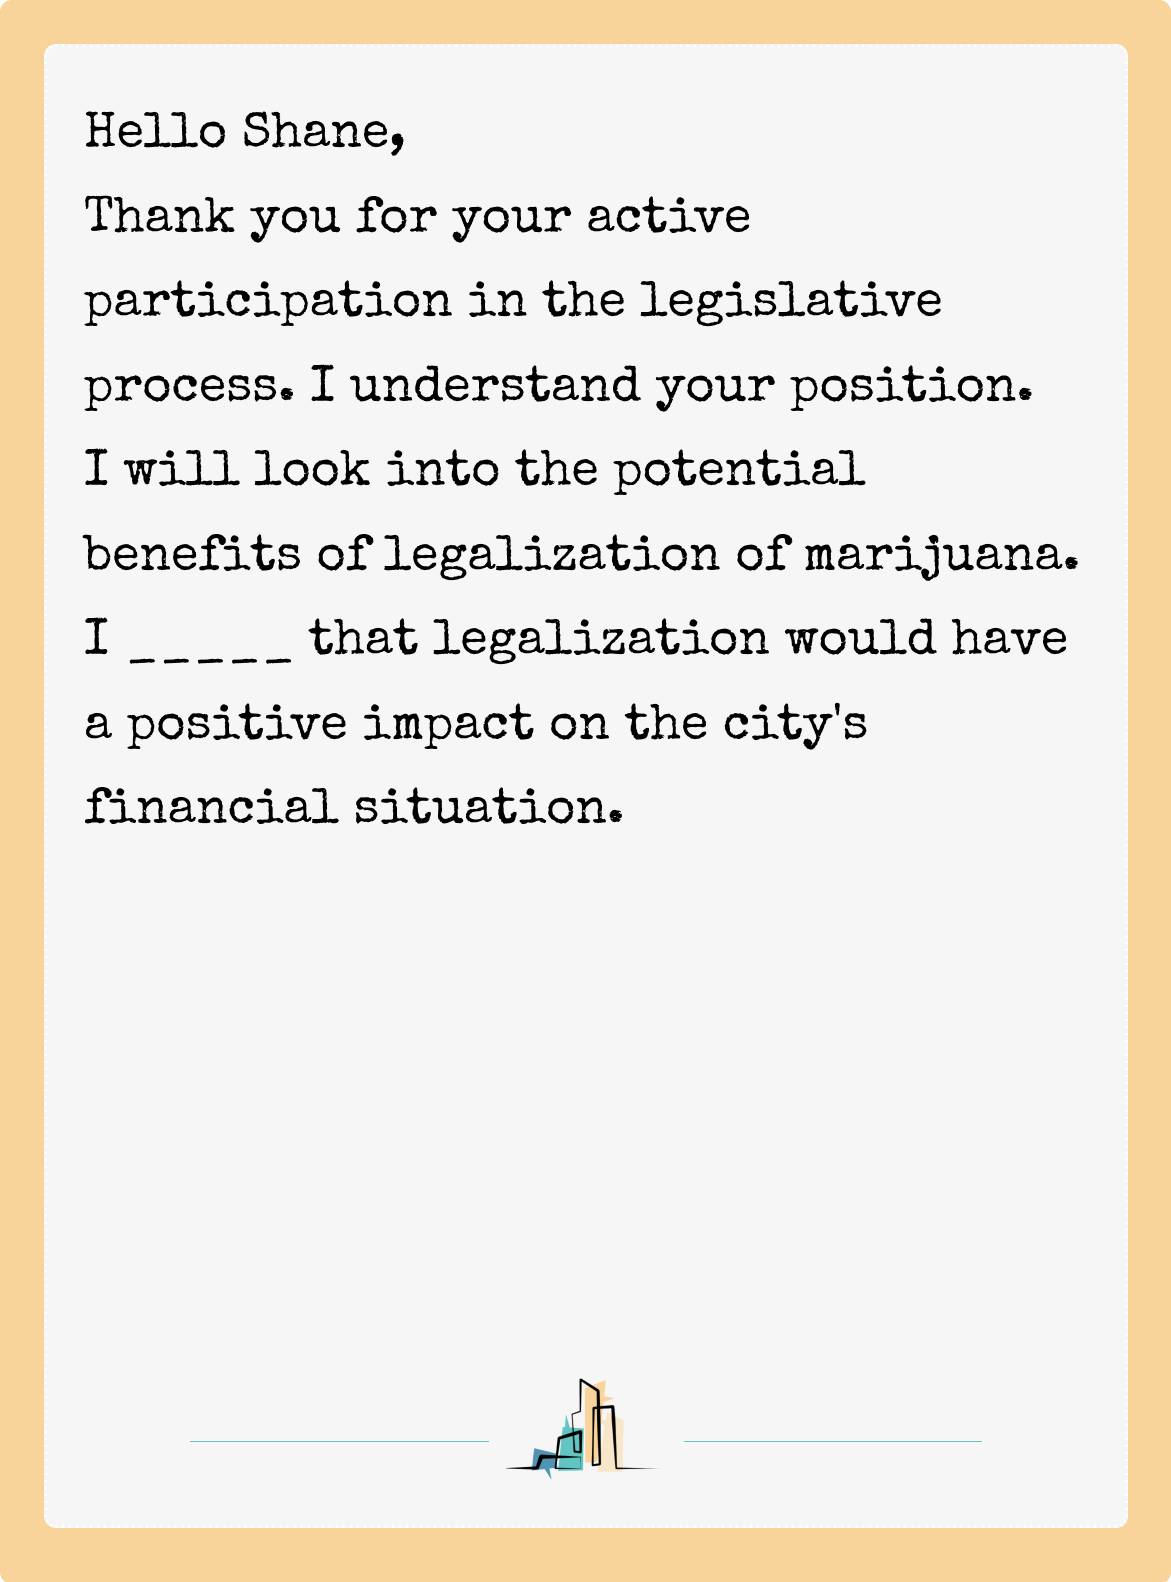 Hello Shane,
Thank you for your active
participation in the legislative
process. I understand your position.
I will look into the potential
benefits of legalization of marijuana.
I _____ that legalization would have
a positive impact on the city's
financial situation.